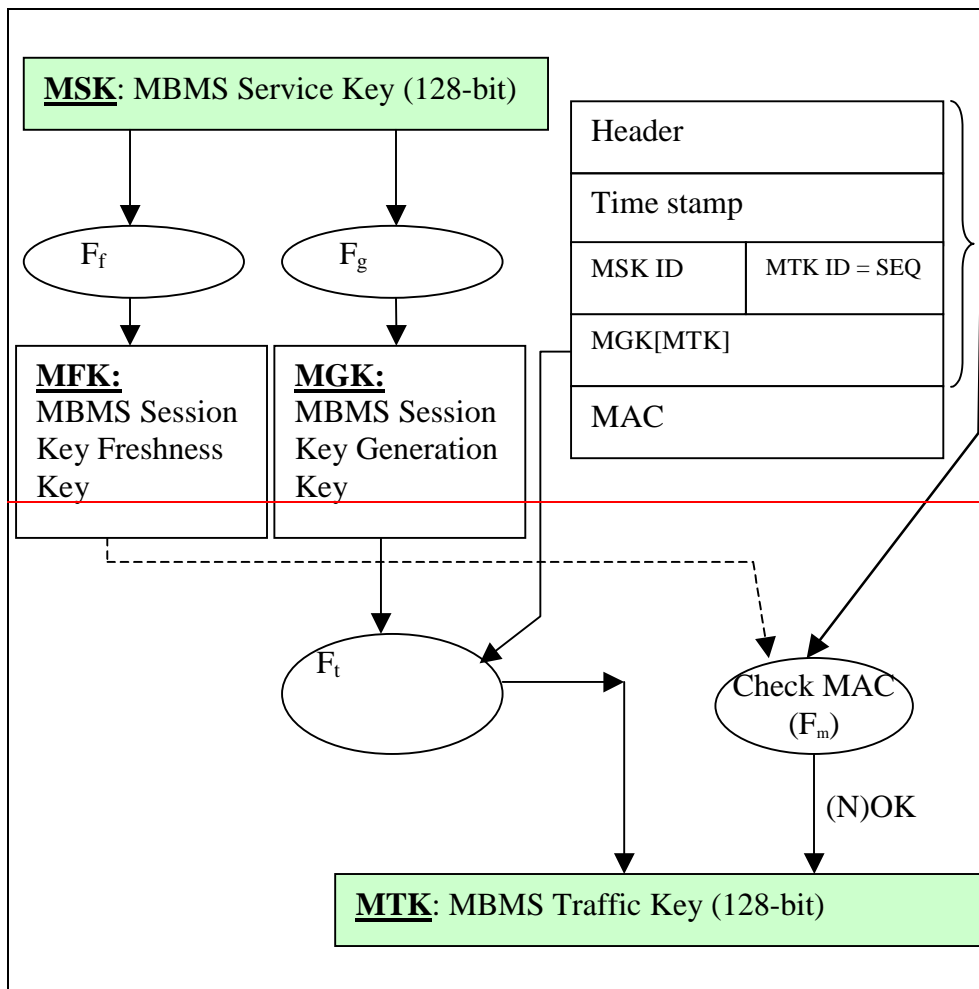 MSK: MBMS Service Key (128-bit)
Header
Time stamp
MSK ID
MTK ID = SEQ
MGK[MTK]
MAC
Ff
Fg
MFK:
MBMS Session
Key Freshness
Key
MGK:
MBMS Session
Key Generation
Key
Ft
Check MAC
(Fm)
(N)OK
MTK: MBMS Traffic Key (128-bit)